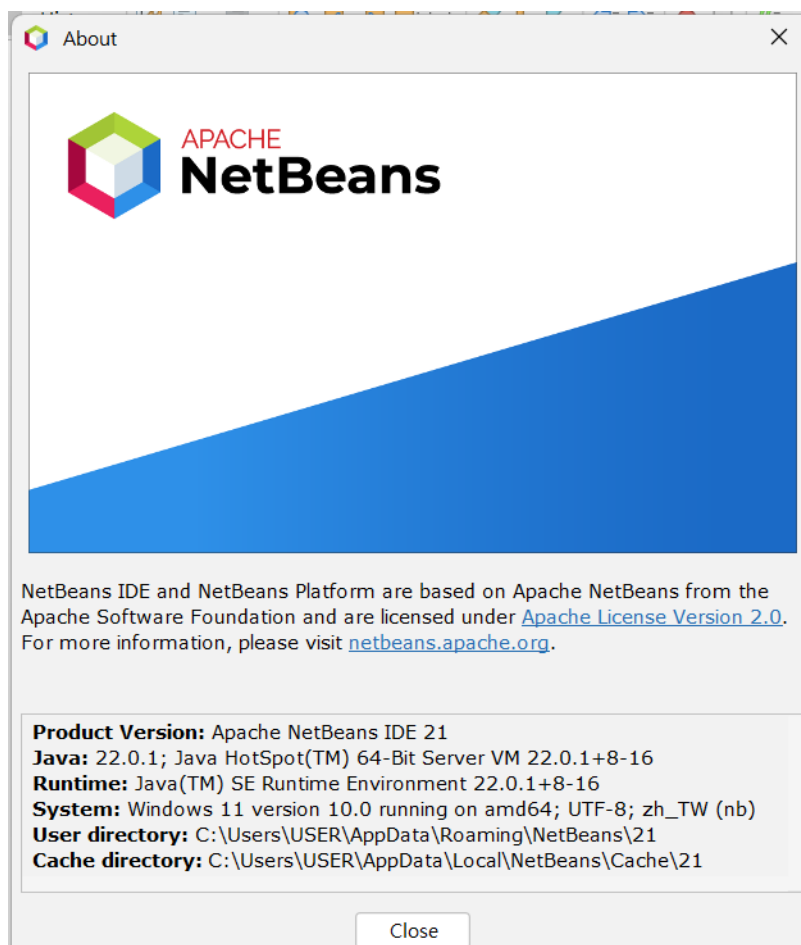 About
APACHE
NetBeans
NetBeans IDE and NetBeans Platform are based on Apache NetBeans from the
Apache Software Foundation and are licensed under Apache License Version 2.0.
For more information, please visit netbeans.apache.org.
Product Version: Apache NetBeans IDE 21
Java: 22.0.1; Java HotSpot(TM) 64-Bit Server VM 22.0.1+8-16
Runtime: Java(TM) SE Runtime Environment 22.0.1+8-16
System: Windows 11 version 10.0 running on amd64; UTF-8; zh_TW (nb)
User directory: C:\Users\USER\AppData\Roaming\NetBeans\21
Cache directory: C:\Users\USER\AppData\Local\NetBeans\Cache\21
Close